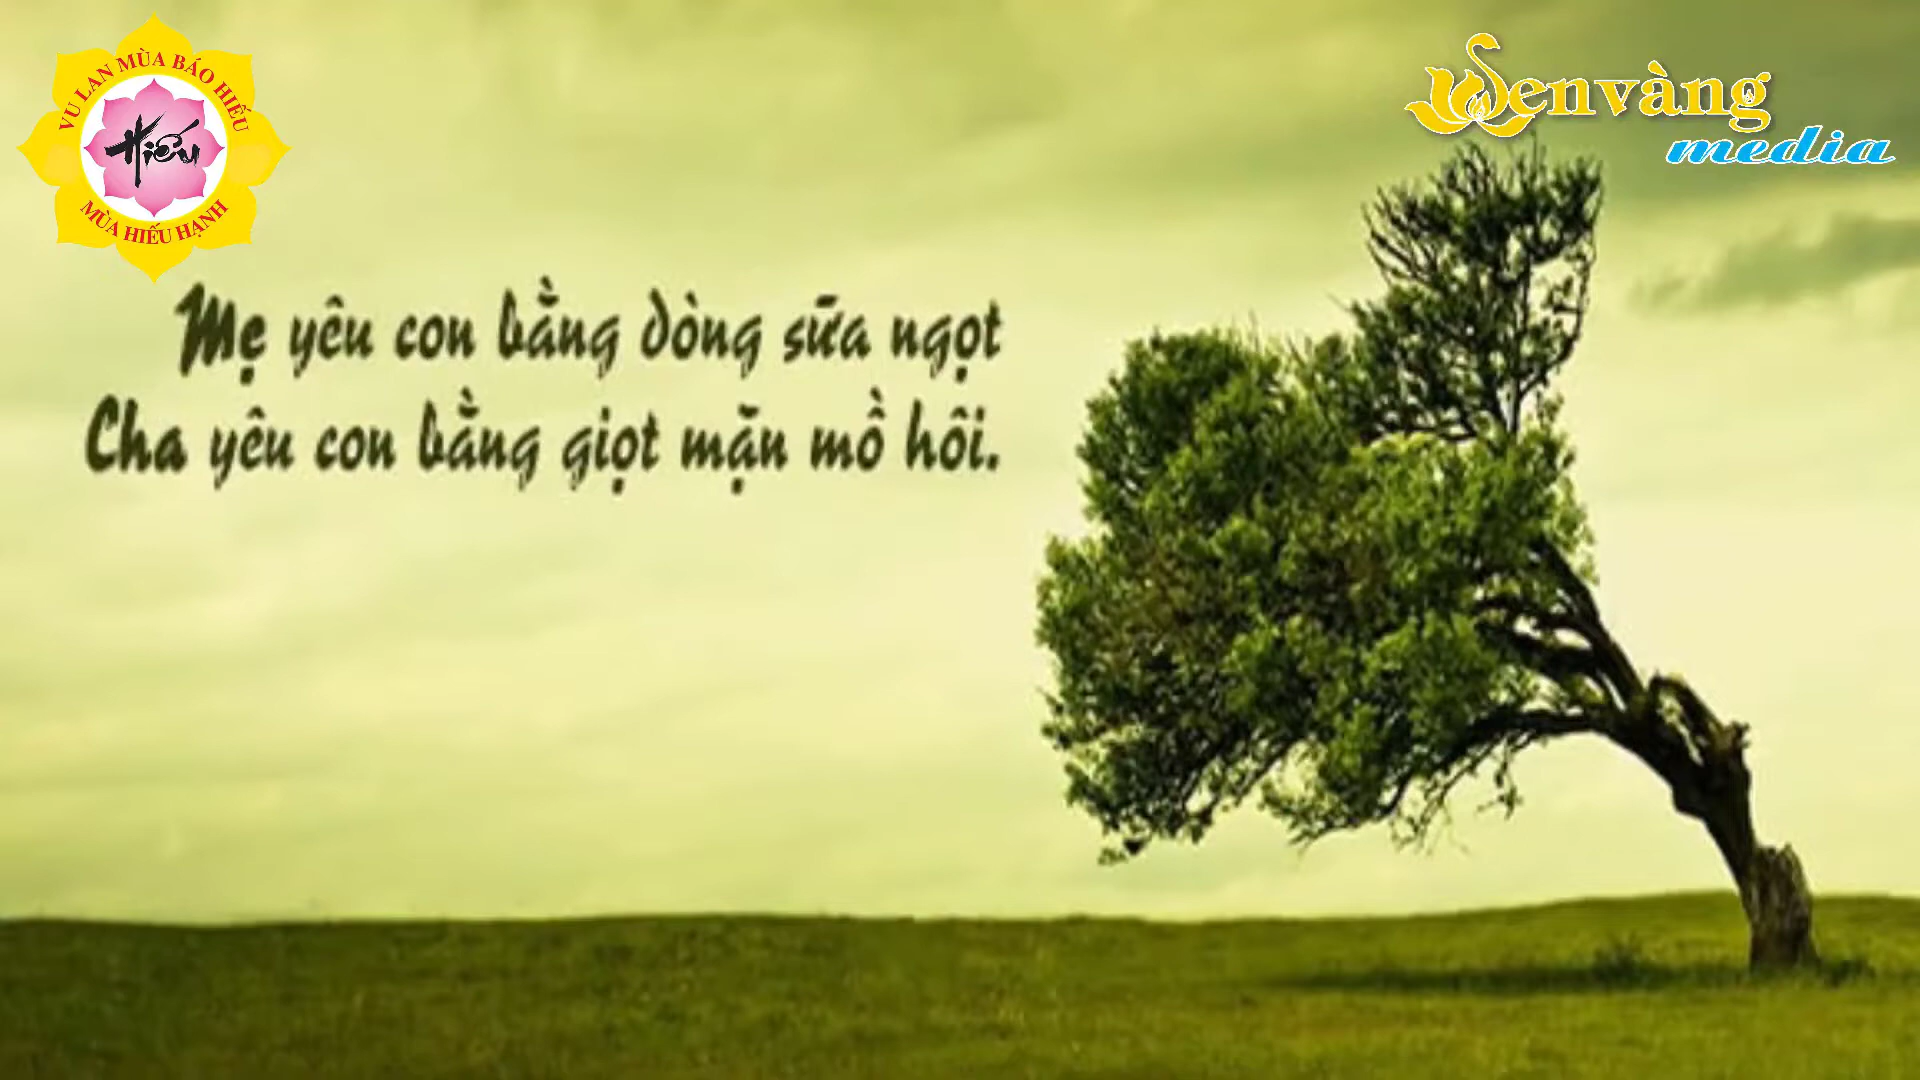 VU LAN MÙA BÁO HIẾU
Hiếu
MÙA HIẾU HẠNH
Senvàng
media
Mẹ yêu con bằng dòng sữa ngọt
Cha yêu con bằng giọt mặn mồ hôi.